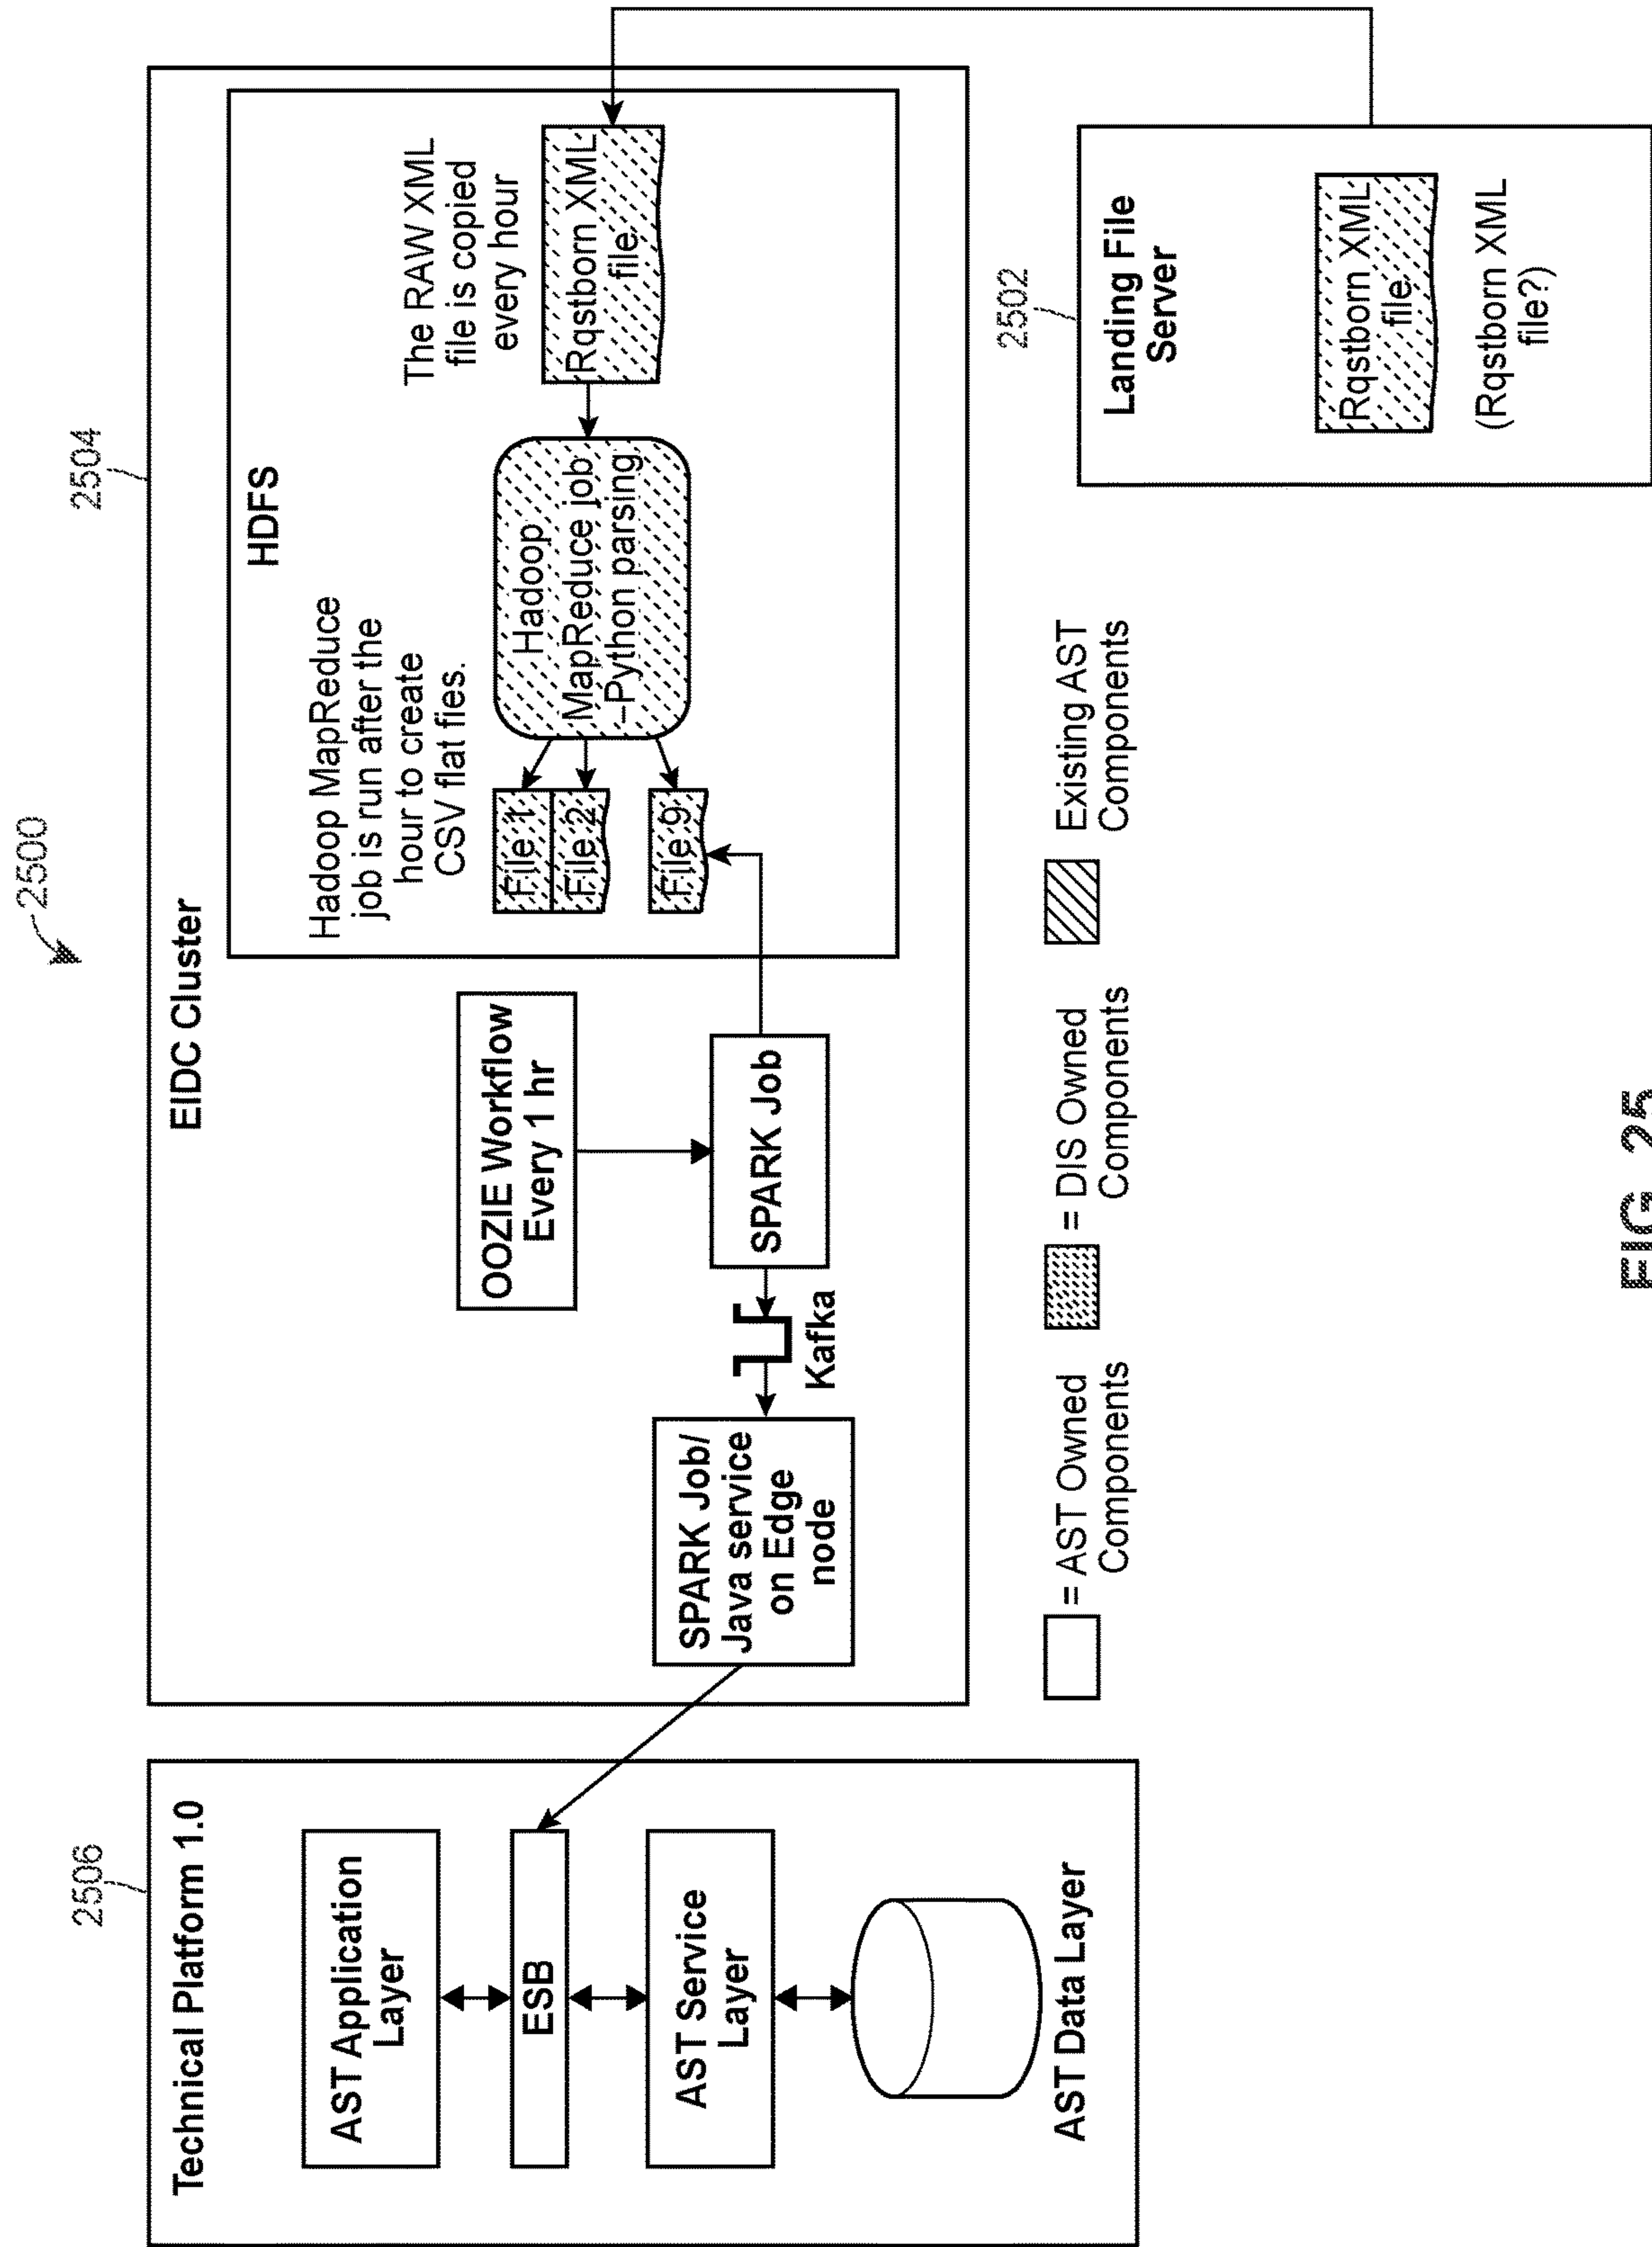 2500
2506
Technical Platform 1.0
AST Application
Layer
ESB
AST Service
Layer
AST Data Layer
2504
EIDC Cluster
OOZIE Workflow
Every 1 hr
SPARK Job/
Java service
on Edge
node
Kafka
SPARK Job
HDFS
Hadoop MapReduce
job is run after the
hour to create
CSV flat fies.
The RAW XML
file is copied
every hour
File 1
File 2
File 9
Hadoop
MapReduce job
–Python parsing
Rqstborn XML
file
= AST Owned
Components
= DIS Owned
Components
Existing AST
Components
2502
Landing File
Server
Rqstborn XML
file
(Rqstborn XML
file?)
FIG. 25